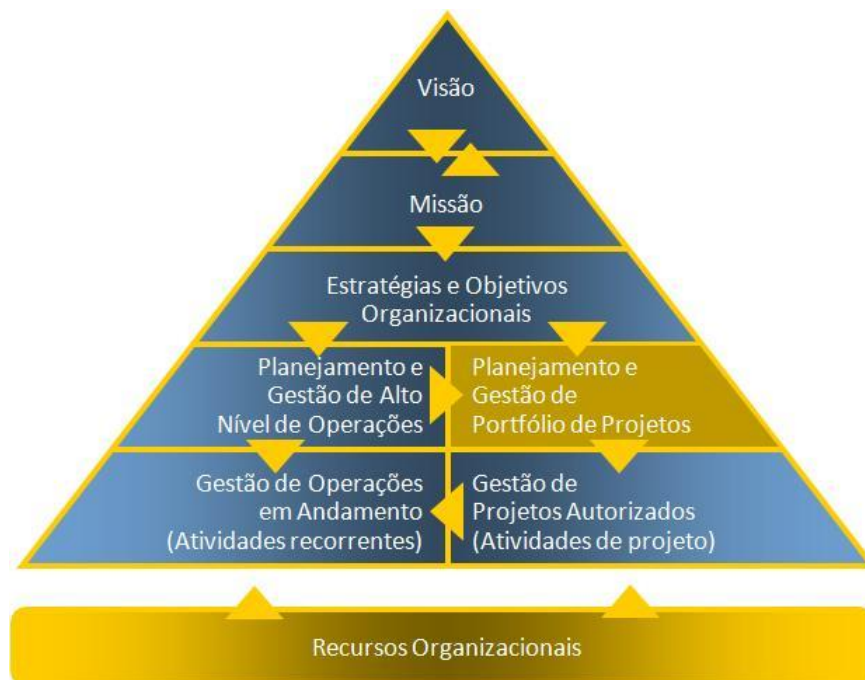 Visão
Missão
Estratégias e Objetivos
Organizacionais
Planejamento e
Gestão de Alto
Nível de Operações
Planejamento e
Gestão de
Portfólio de Projetos
Gestão de Operações
em Andamento
(Atividades recorrentes)
Gestão de
Projetos Autorizados
(Atividades de projeto)
Recursos Organizacionais